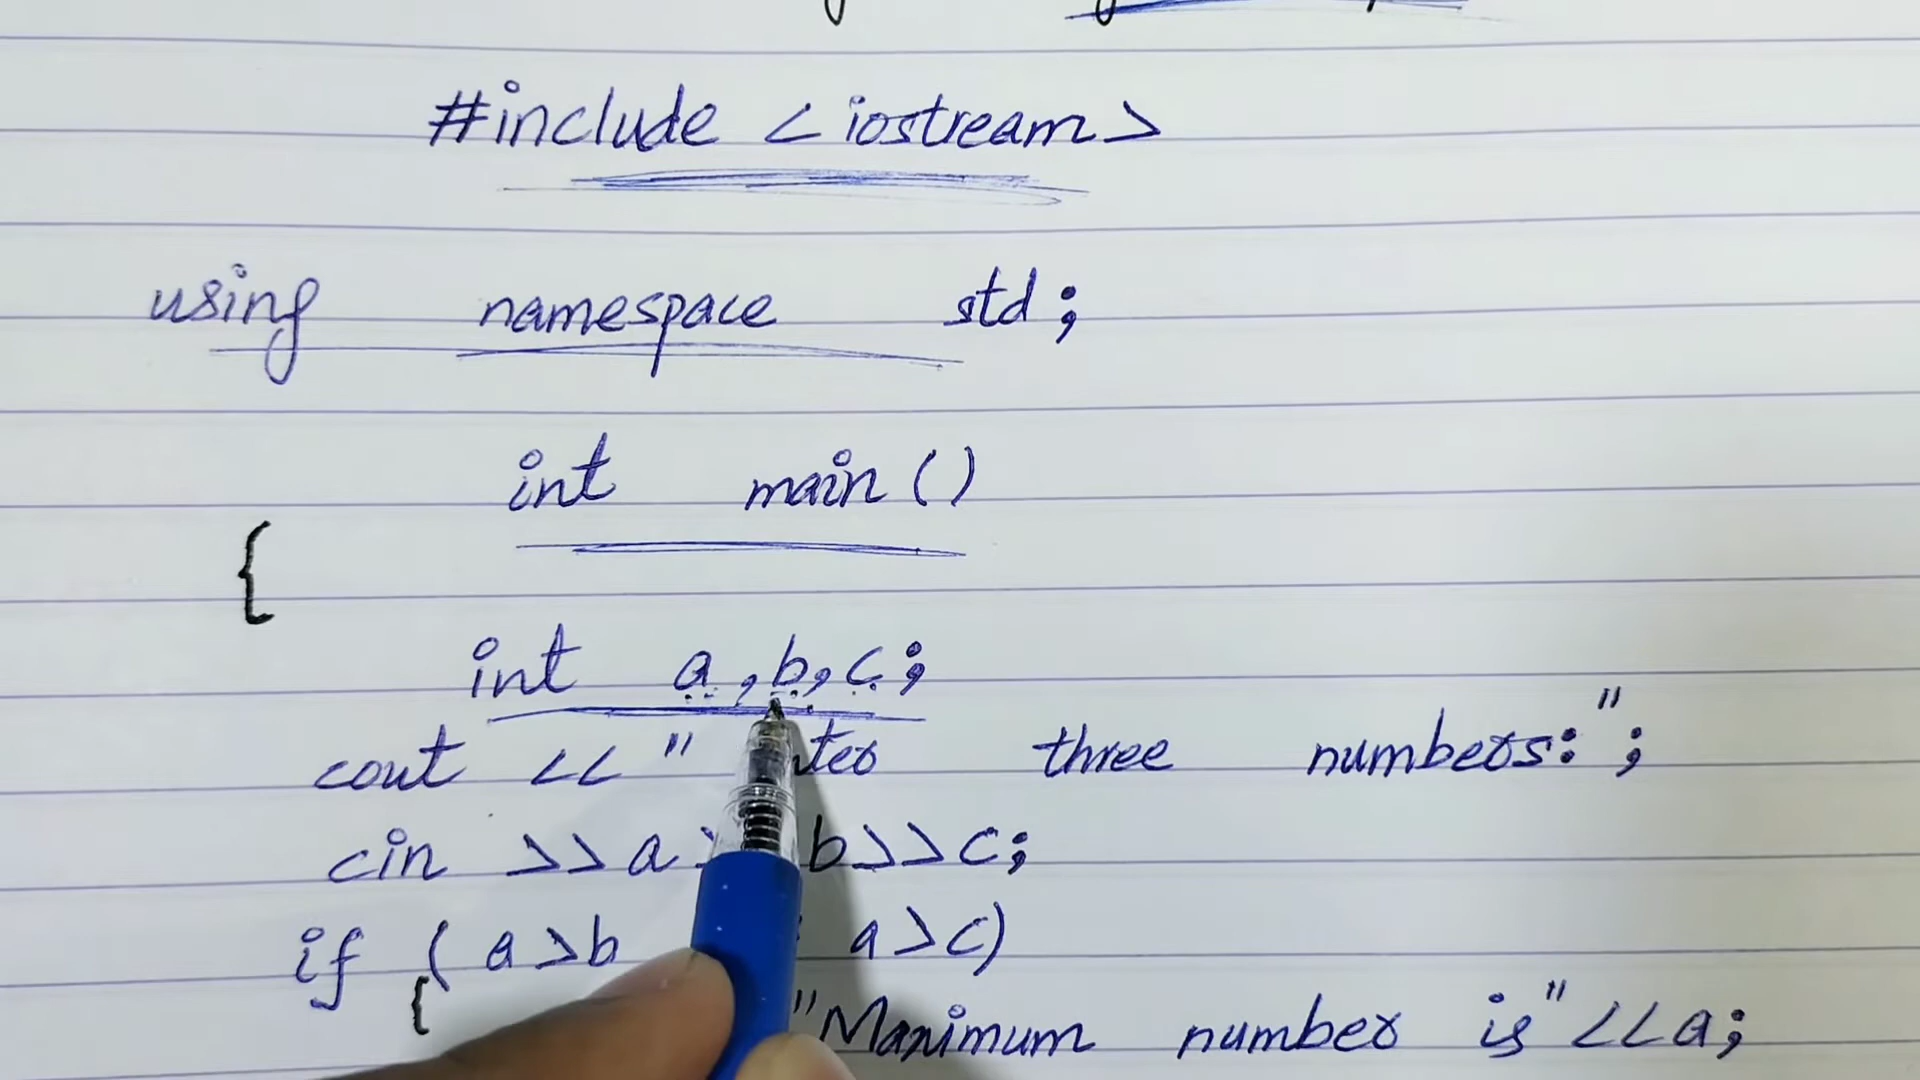 #include <iostream>
using namespace std;
int main()
{
int a,b,c;
cout << " three numbers:";
cin >>a b>>c;
if (a>b a>c)
{ "Maximum number is"<<a;